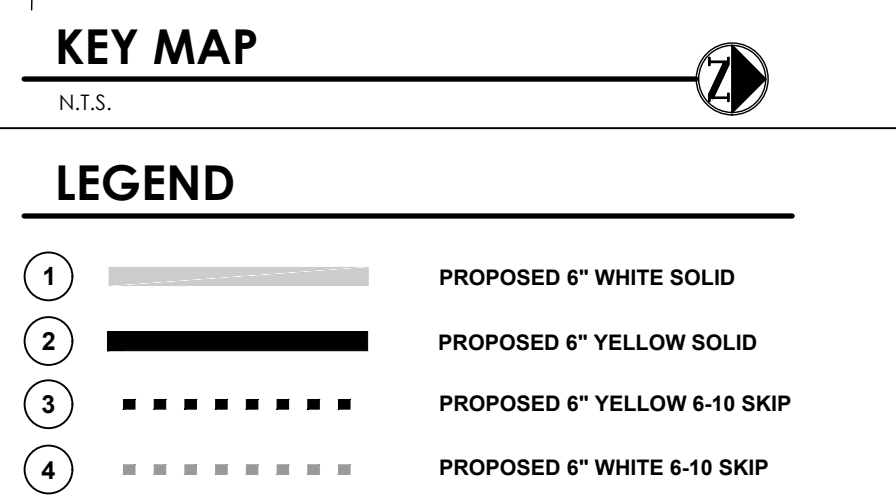 KEY MAP
Z
N.T.S.
LEGEND
1 PROPOSED 6" WHITE SOLID
2 PROPOSED 6" YELLOW SOLID
3 PROPOSED 6" YELLOW 6-10 SKIP
4 PROPOSED 6" WHITE 6-10 SKIP